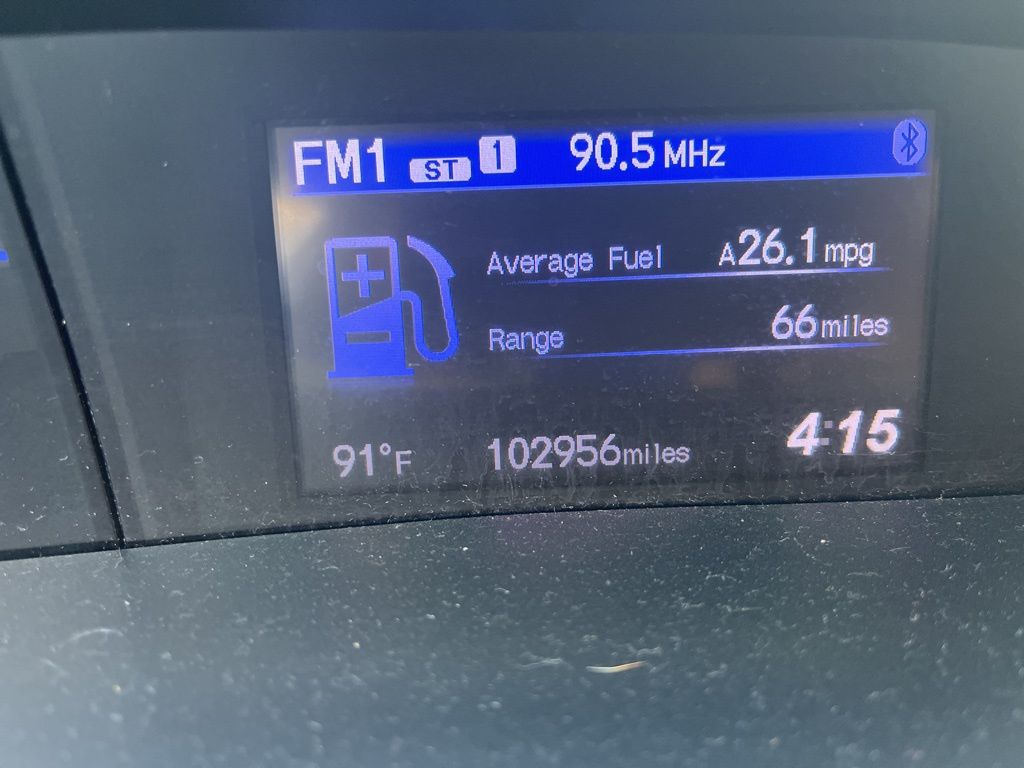 FM1 ST 1 90.5 MHz
Average Fuel A26.1 mpg
Range 66 miles
91°F 102956 miles 4:15